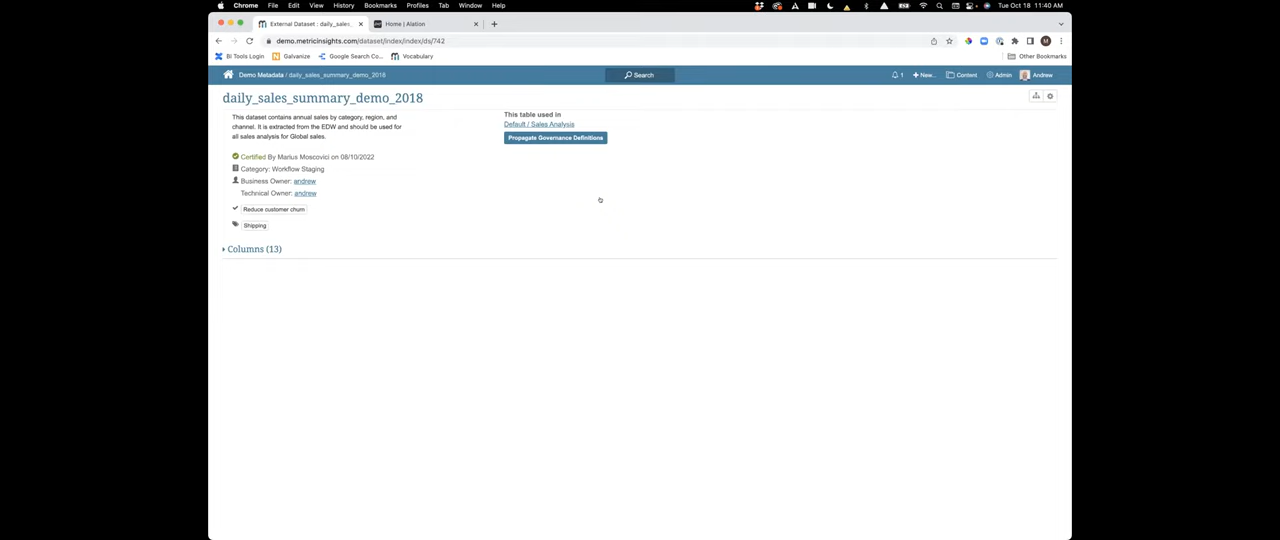 Chrome File Edit View History Bookmarks Profiles Tab Window Help Tue Oct 18 11:40 AM
External Dataset : daily_sales_ Home | Alation
demo.metricinsights.com/dataset/index/index/ds/742
Bi Tools Login Galvanize Google Search Co... Vocabulary Other Bookmarks
Demo Metadata / daily_sales_summary_demo_2018 Search 1 + New... Content Admin Andrew
daily_sales_summary_demo_2018
This dataset contains annual sales by category, region, and
channel. It is extracted from the EDW and should be used for
all sales analysis for Global sales.
This table used in
Default / Sales Analysis
Propagate Governance Definitions
Certified By Marius Moscovici on 08/10/2022
Category: Workflow Staging
Business Owner: andrew
Technical Owner: andrew
Reduce customer churn
Shipping
Columns (13)